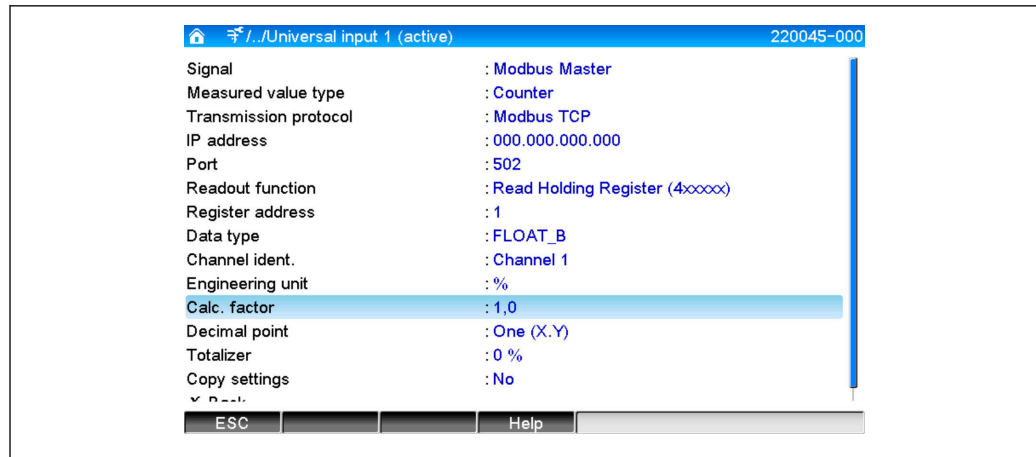 /../Universal input 1 (active) 220045-000
Signal : Modbus Master
Measured value type : Counter
Transmission protocol : Modbus TCP
IP address : 000.000.000.000
Port : 502
Readout function : Read Holding Register (4xxxxx)
Register address : 1
Data type : FLOAT_B
Channel ident. : Channel 1
Engineering unit : %
Calc. factor : 1,0
Decimal point : One (X.Y)
Totalizer : 0 %
Copy settings : No
X Back
ESC Help